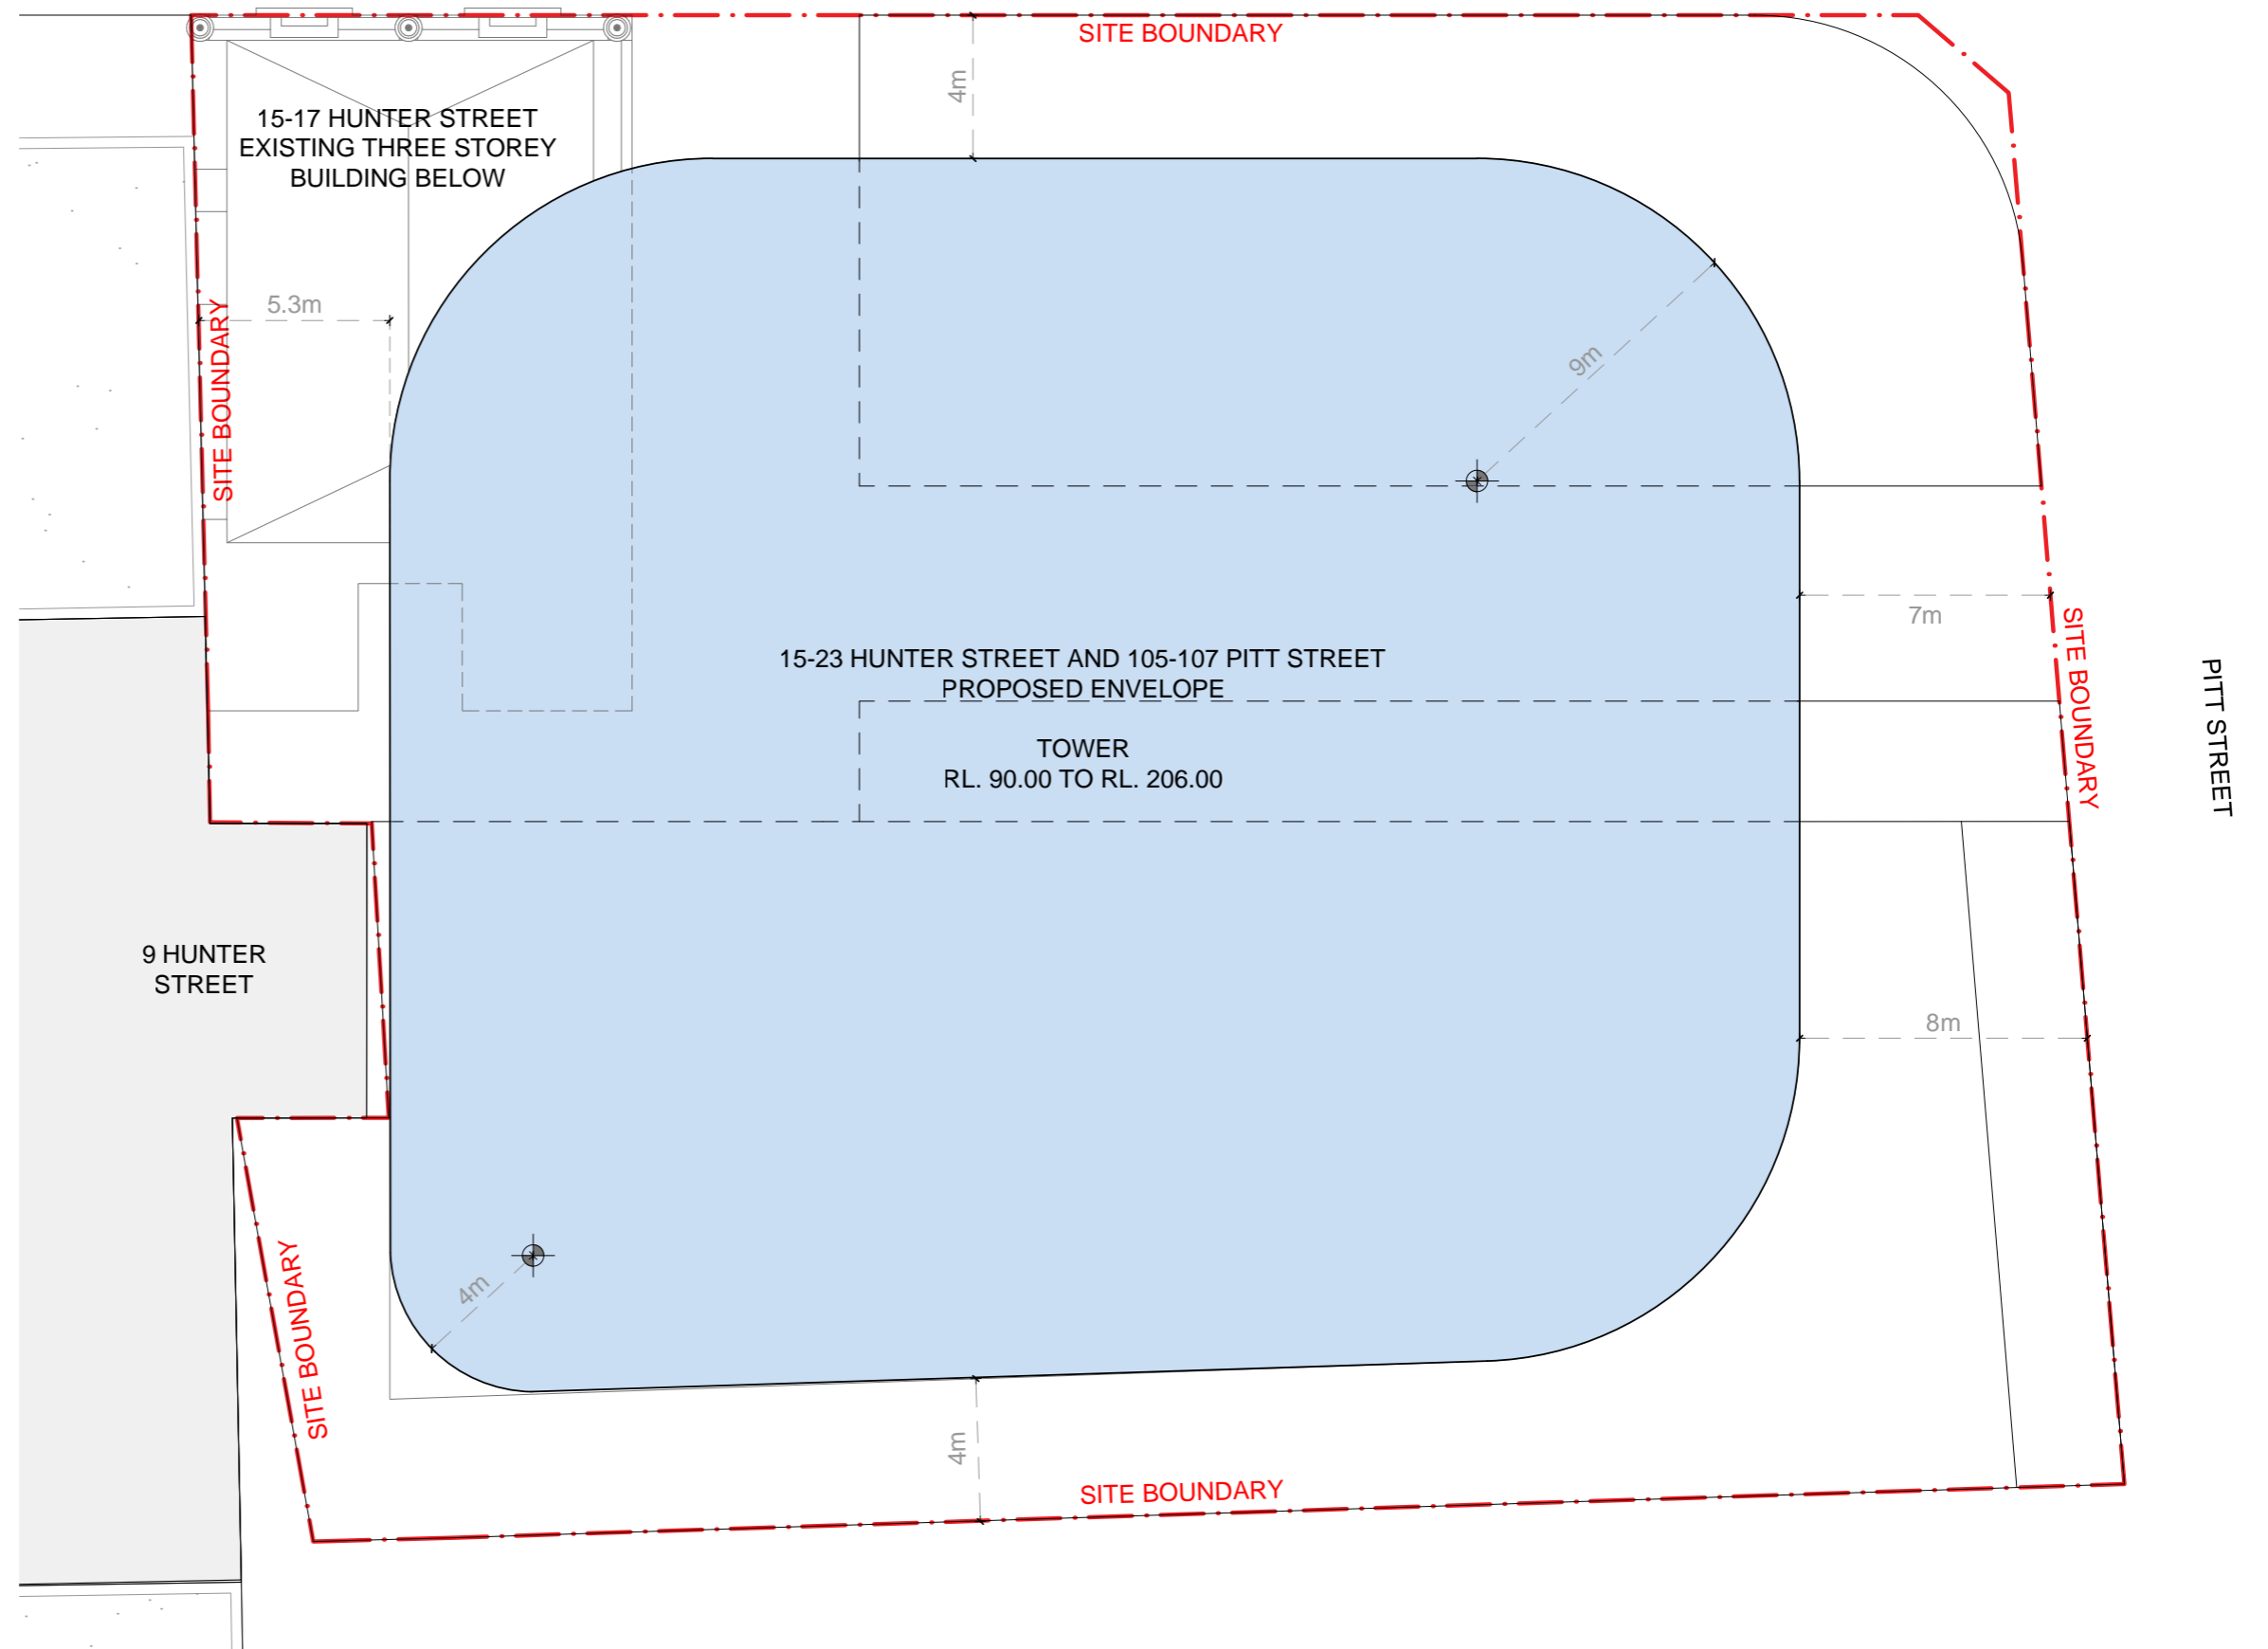 SITE BOUNDARY
4m
15-17 HUNTER STREET
EXISTING THREE STOREY
BUILDING BELOW
5.3m
SITE BOUNDARY
9m
7m
SITE BOUNDARY
PITT STREET
15-23 HUNTER STREET AND 105-107 PITT STREET
PROPOSED ENVELOPE
TOWER
RL. 90.00 TO RL. 206.00
9 HUNTER
STREET
8m
4m
SITE BOUNDARY
4m
SITE BOUNDARY